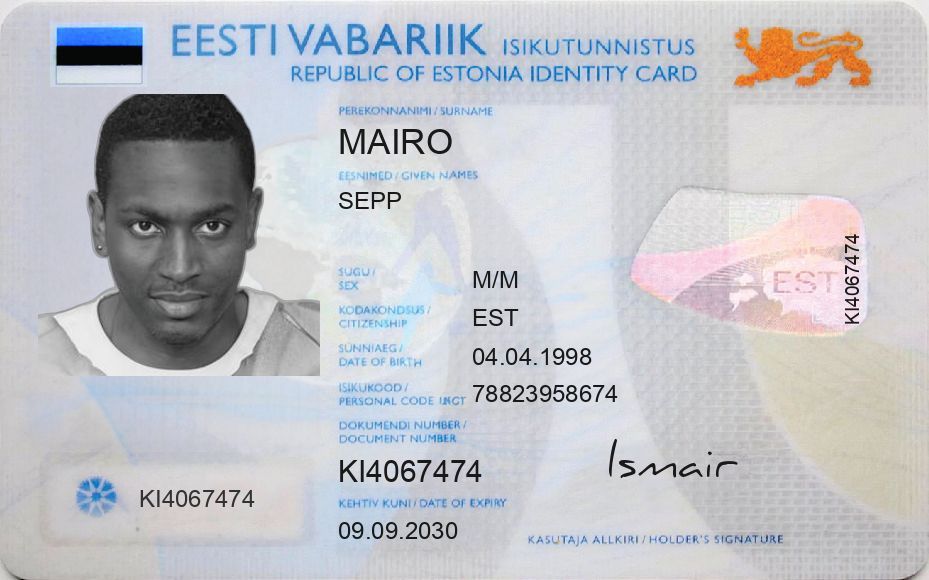 EESTI VABARIIK ISIKUTUNNISTUS
REPUBLIC OF ESTONIA IDENTITY CARD
PEREKONNANIMI / SURNAME
MAIRO
EESNIMED / GIVEN NAMES
SEPP
SUGU /
SEX
M/M
KODAKONDSUS /
CITIZENSHIP
EST
SÜNNIAEG /
DATE OF BIRTH
04.04.1998
ISIKUKOOD /
PERSONAL CODE
78823958674
DOKUMENDI NUMBER /
DOCUMENT NUMBER
KI4067474
KEHTIV KUNI / DATE OF EXPIRY
09.09.2030
KI4067474
EST
KI4067474
Ismair
KASUTAJA ALLKIRI / HOLDER'S SIGNATURE